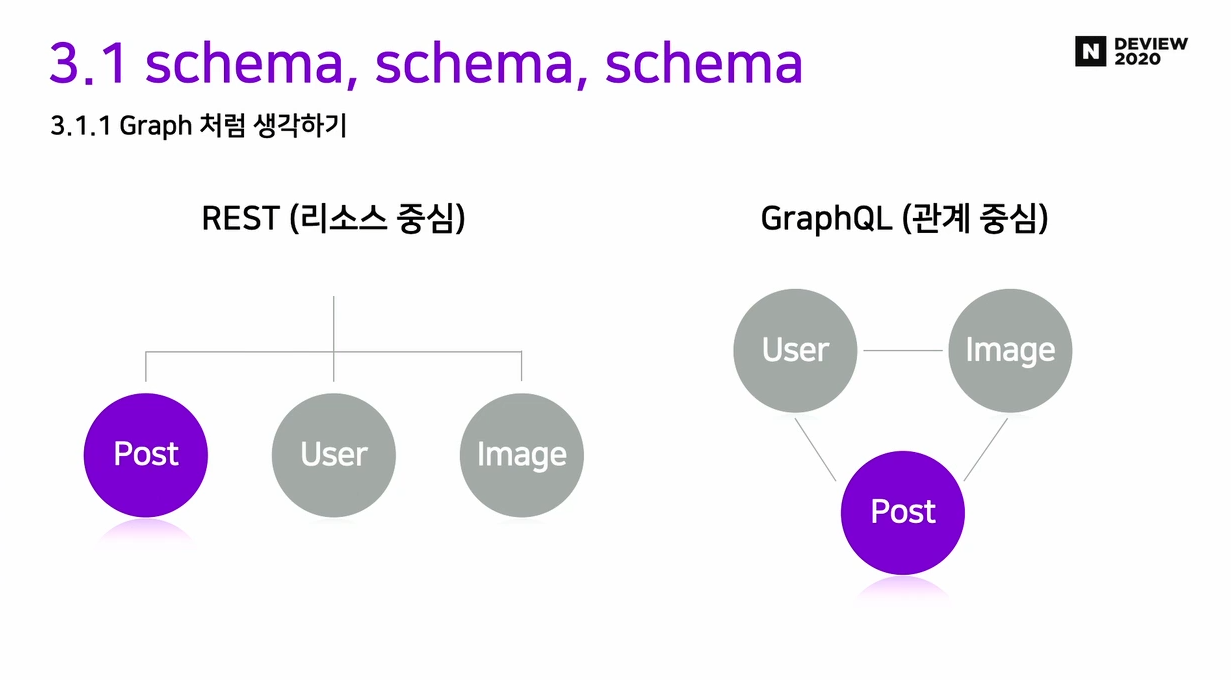 3.1 schema, schema, schema
N DEVIEW
2020
3.1.1 Graph 처럼 생각하기
REST (리소스 중심)
Post
User
Image
GraphQL (관계 중심)
User
Image
Post